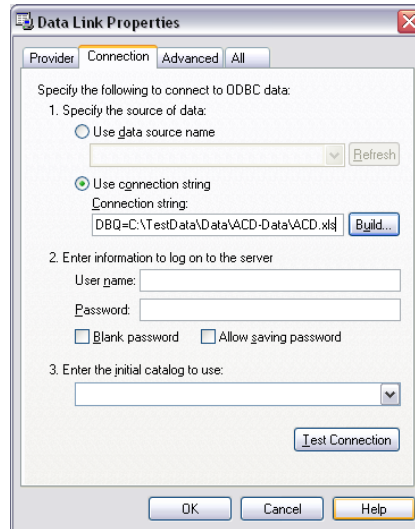 Data Link Properties
Provider Connection Advanced All
Specify the following to connect to ODBC data:
1. Specify the source of data:
Use data source name
Refresh
Use connection string
Connection string:
DBQ=C:\TestData\Data\ACD-Data\ACD.xls Build...
2. Enter information to log on to the server
User name:
Password:
Blank password Allow saving password
3. Enter the initial catalog to use:
Test Connection
OK Cancel Help